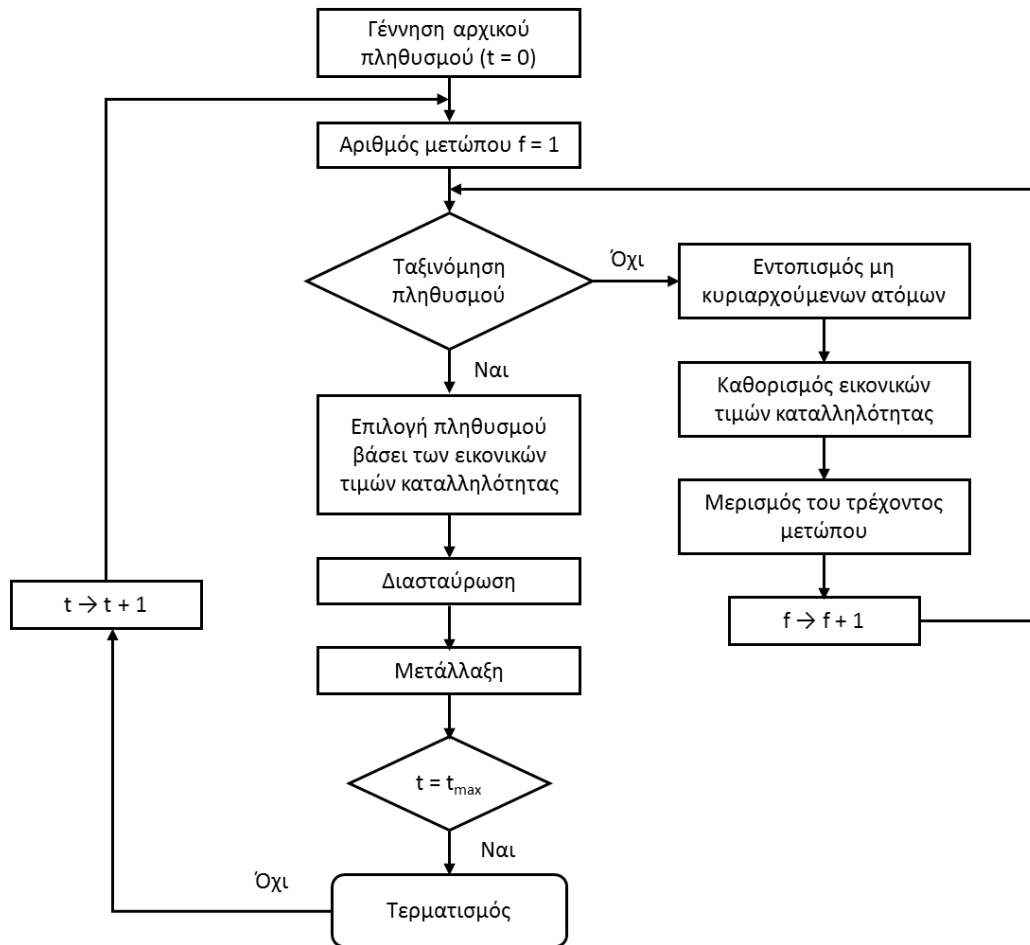 Γέννηση αρχικού
πληθυσμού (t = 0)
Αριθμός μετώπου f = 1
Ταξινόμηση
πληθυσμού
Όχι
Εντοπισμός μη
κυριαρχούμενων ατόμων
Ναι
Καθορισμός εικονικών
τιμών καταλληλότητας
Επιλογή πληθυσμού
βάσει των εικονικών
τιμών καταλληλότητας
Μερισμός του τρέχοντος
μετώπου
Διασταύρωση
t → t + 1
f → f + 1
Μετάλλαξη
t = tmax
Ναι
Όχι
Τερματισμός